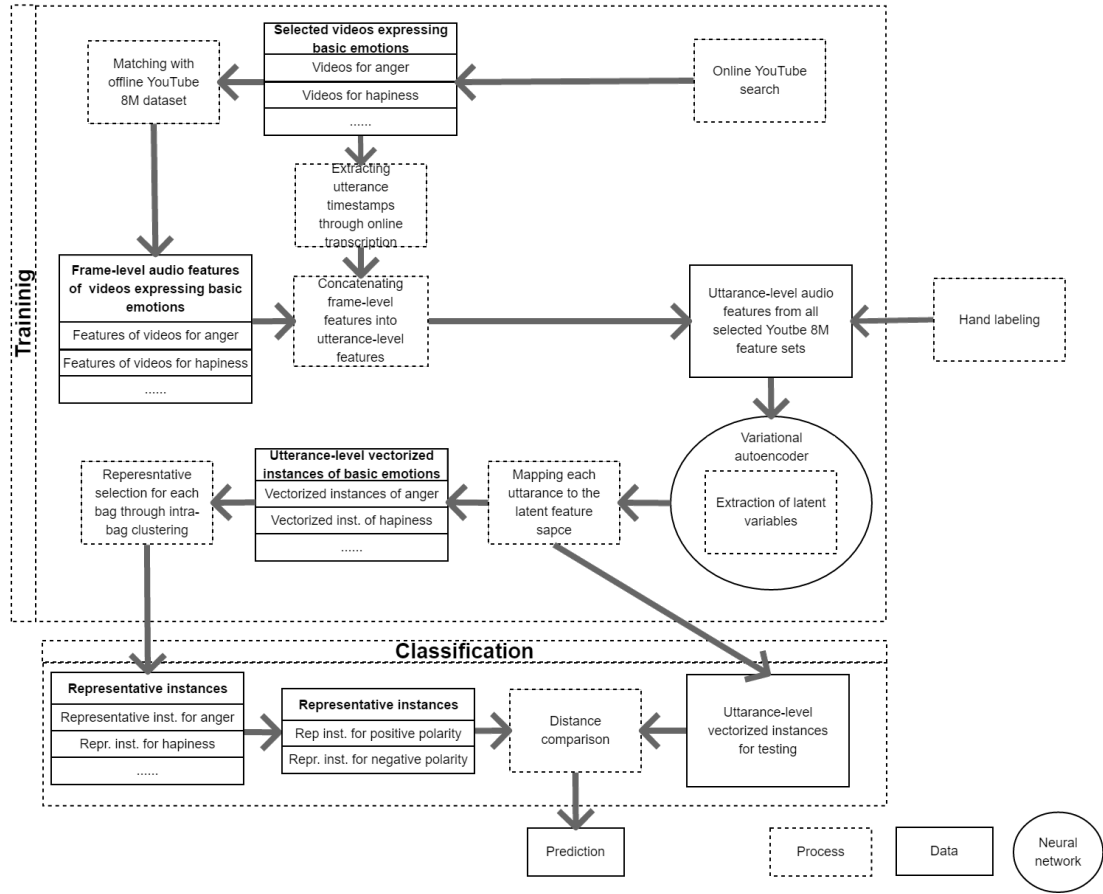 Traininig
Selected videos expressing
basic emotions
Videos for anger
Videos for hapiness
......
Matching with
offline YouTube
8M dataset
Online YouTube
search
Extracting
utterance
timestamps
through online
transcription
Frame-level audio features
of videos expressing basic
emotions
Features of videos for anger
Features of videos for hapiness
......
Concatenating
frame-level
features into
utterance-level
features
Uttarance-level audio
features from all
selected Youtbe 8M
feature sets
Hand labeling
Variational
autoencoder
Extraction of latent
variables
Mapping each
uttarance to the
latent feature
sapce
Utterance-level vectorized
instances of basic emotions
Vectorized instances of anger
Vectorized inst. of hapiness
......
Reperesntative
selection for each
bag through intra-
bag clustering
Classification
Representative instances
Representative inst. for anger
Repr. inst. for hapiness
......
Representative instances
Rep inst. for positive polarity
Repr. inst. for negative polarity
Distance
comparison
Uttarance-level
vectorized instances
for testing
Prediction
Process
Data
Neural
network